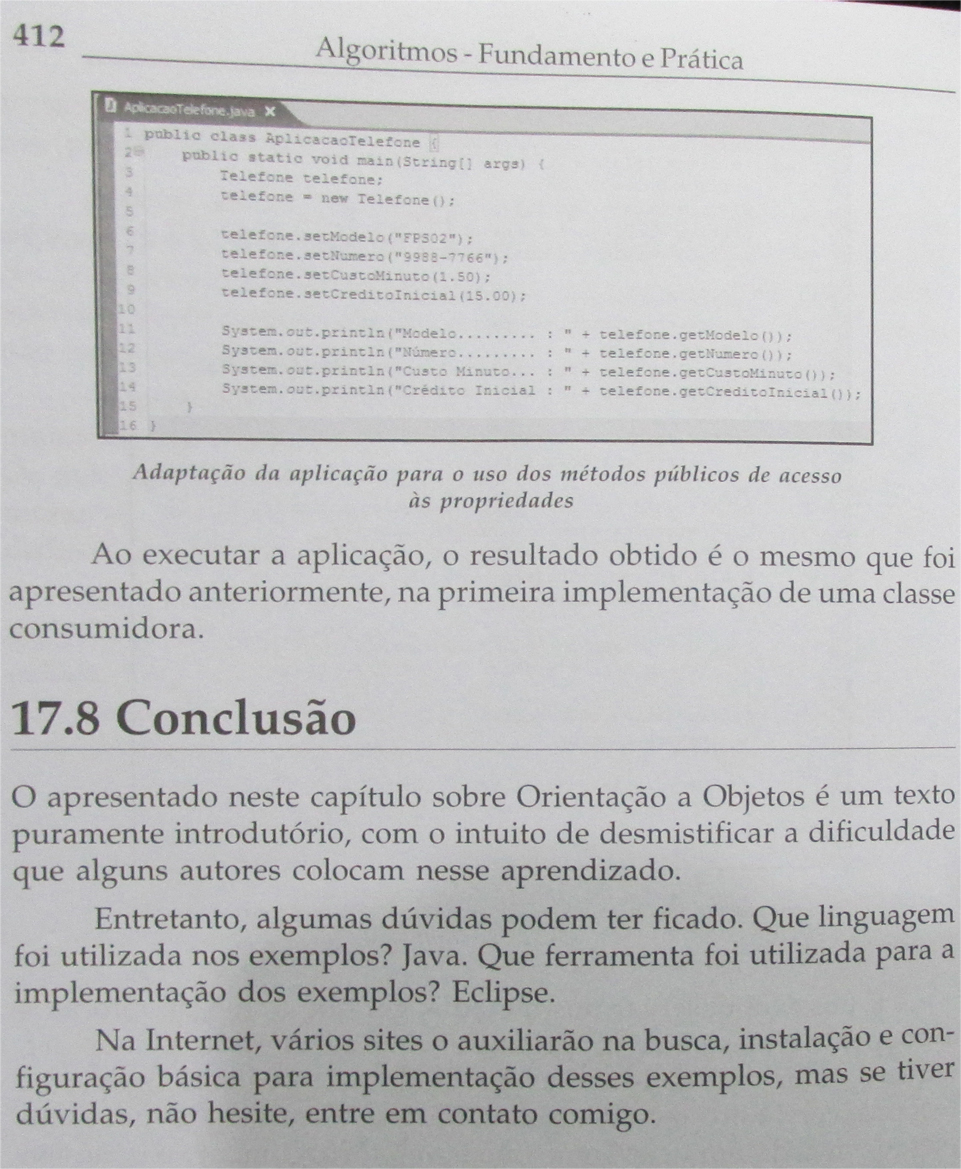 412
Algoritmos - Fundamento e Prática
AplicacaoTelefone.java X
1 public class AplicacaoTelefone {
2 public static void main(String[] args) {
3 Telefone telefone;
4 telefone = new Telefone();
5
6 telefone.setModelo("FPS02");
7 telefone.setNumero("9988-7766");
8 telefone.setCustoMinuto(1.50);
9 telefone.setCreditoInicial(15.00);
10
11 System.out.println("Modelo......... : " + telefone.getModelo());
12 System.out.println("Número......... : " + telefone.getNumero());
13 System.out.println("Custo Minuto... : " + telefone.getCustoMinuto());
14 System.out.println("Crédito Inicial : " + telefone.getCreditoInicial());
15 }
16 }
Adaptação da aplicação para o uso dos métodos públicos de acesso
às propriedades
Ao executar a aplicação, o resultado obtido é o mesmo que foi
apresentado anteriormente, na primeira implementação de uma classe
consumidora.
17.8 Conclusão
O apresentado neste capítulo sobre Orientação a Objetos é um texto
puramente introdutório, com o intuito de desmistificar a dificuldade
que alguns autores colocam nesse aprendizado.
Entretanto, algumas dúvidas podem ter ficado. Que linguagem
foi utilizada nos exemplos? Java. Que ferramenta foi utilizada para a
implementação dos exemplos? Eclipse.
Na Internet, vários sites o auxiliarão na busca, instalação e con-
figuração básica para implementação desses exemplos, mas se tiver
dúvidas, não hesite, entre em contato comigo.